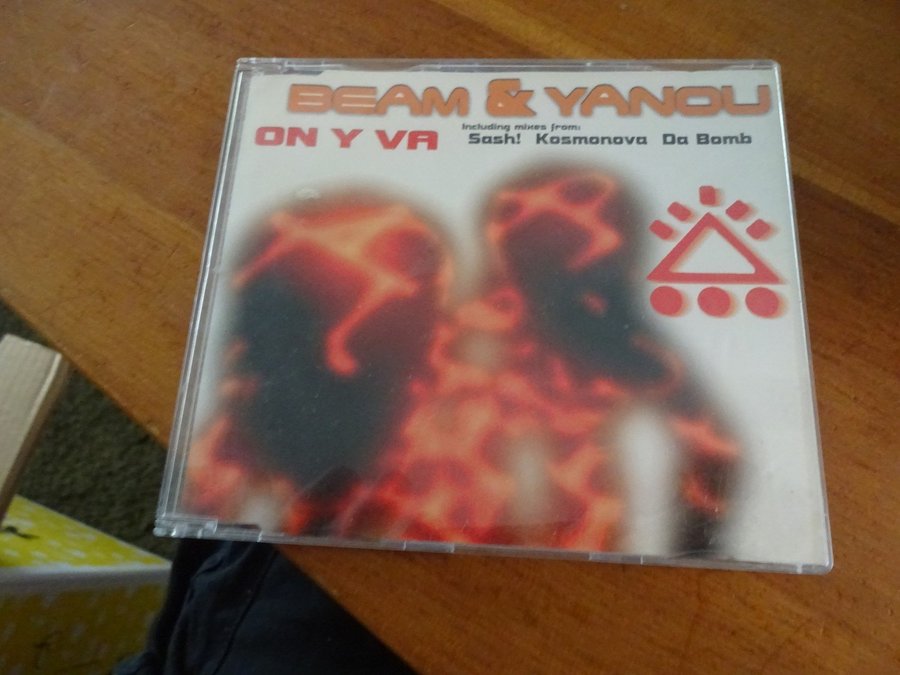 BEAM & YANOU
ON Y VA
Including mixes from:
Sash! Kosmonova Da Bomb